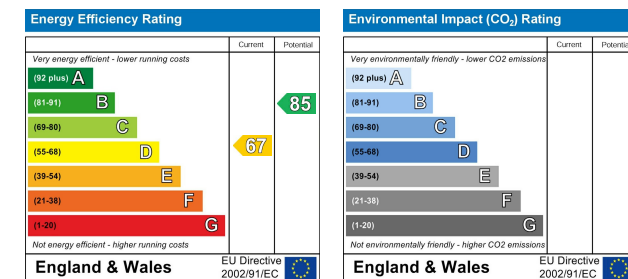 Energy Efficiency Rating
Current Potential
Very energy efficient - lower running costs
(92 plus) A
(81-91) B
85
(69-80) C
(55-68) D
67
(39-54) E
(21-38) F
(1-20) G
Not energy efficient - higher running costs
England & Wales
EU Directive
2002/91/EC
Environmental Impact (CO2) Rating
Current Potential
Very environmentally friendly - lower CO2 emissions
(92 plus) A
(81-91) B
(69-80) C
(55-68) D
(39-54) E
(21-38) F
(1-20) G
Not environmentally friendly - higher CO2 emissions
England & Wales
EU Directive
2002/91/EC